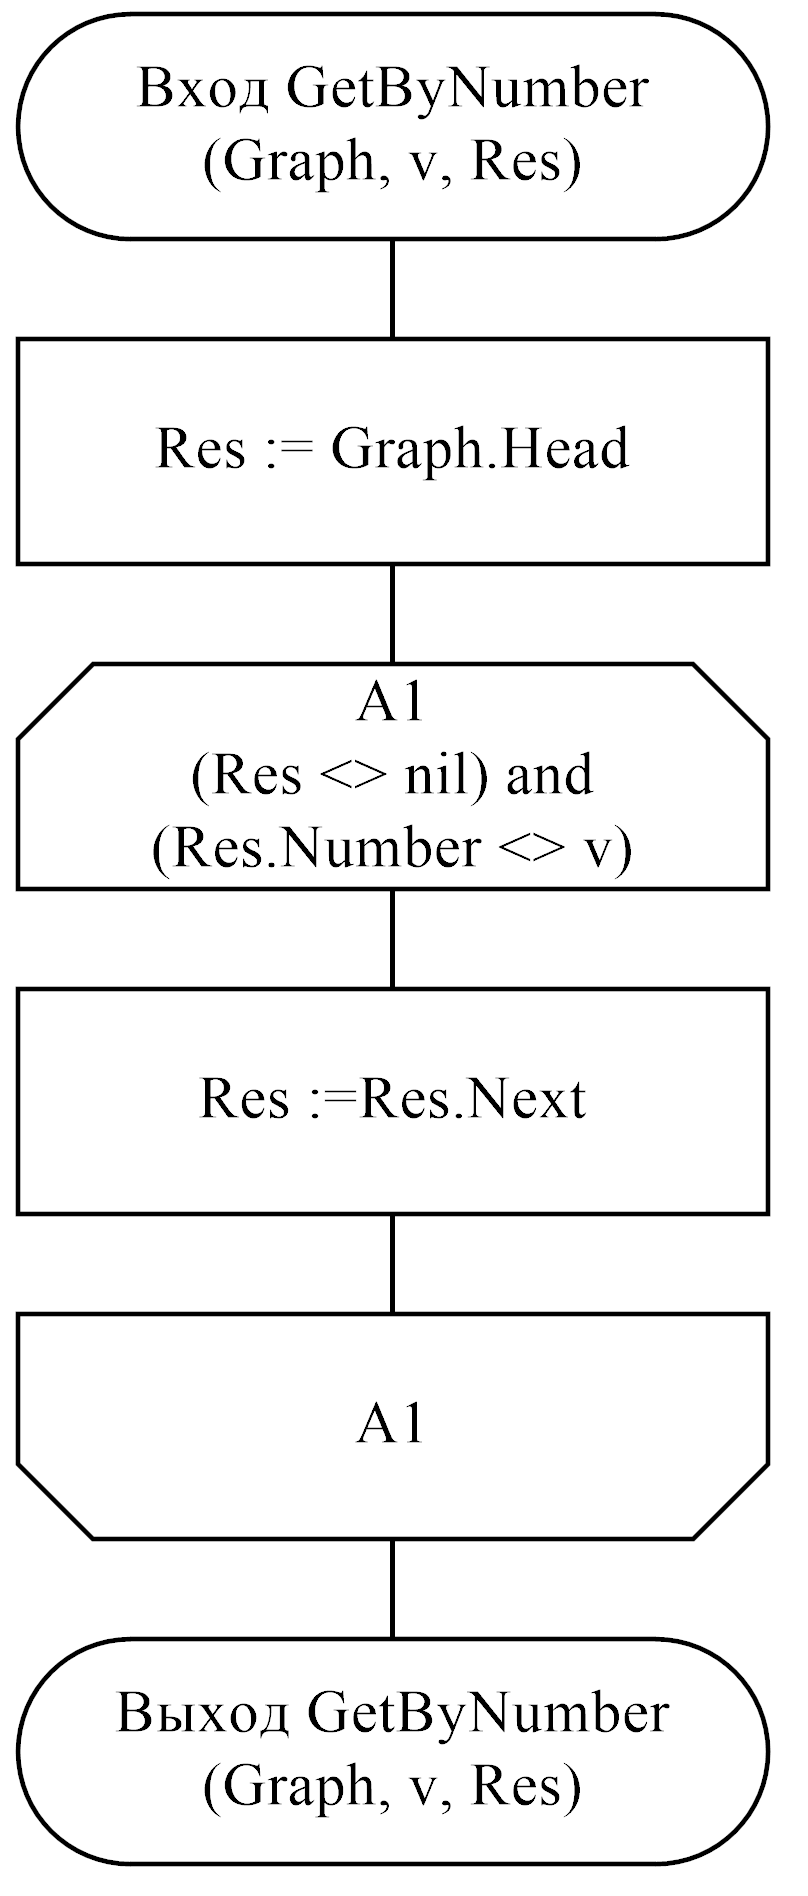 Вход GetByNumber
(Graph, v, Res)
Res := Graph.Head
A1
(Res <> nil) and
(Res.Number <> v)
Res :=Res.Next
A1
Выход GetByNumber
(Graph, v, Res)